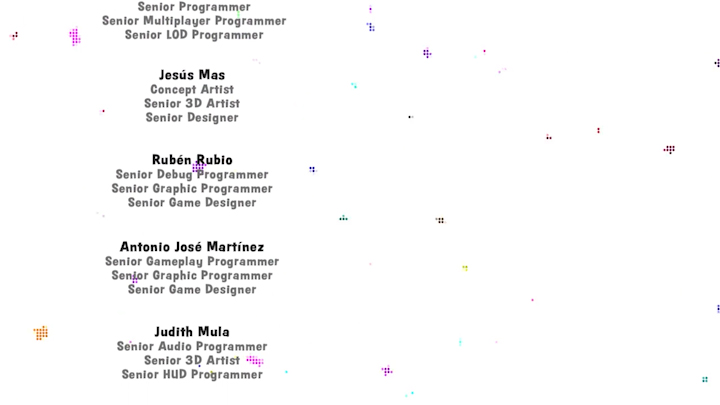 Senior Programmer
Senior Multiplayer Programmer
Senior LOD Programmer
Jesús Mas
Concept Artist
Senior 3D Artist
Senior Designer
Rubén Rubio
Senior Debug Programmer
Senior Graphic Programmer
Senior Game Designer
Antonio José Martínez
Senior Gameplay Programmer
Senior Graphic Programmer
Senior Game Designer
Judith Mula
Senior Audio Programmer
Senior 3D Artist
Senior HUD Programmer